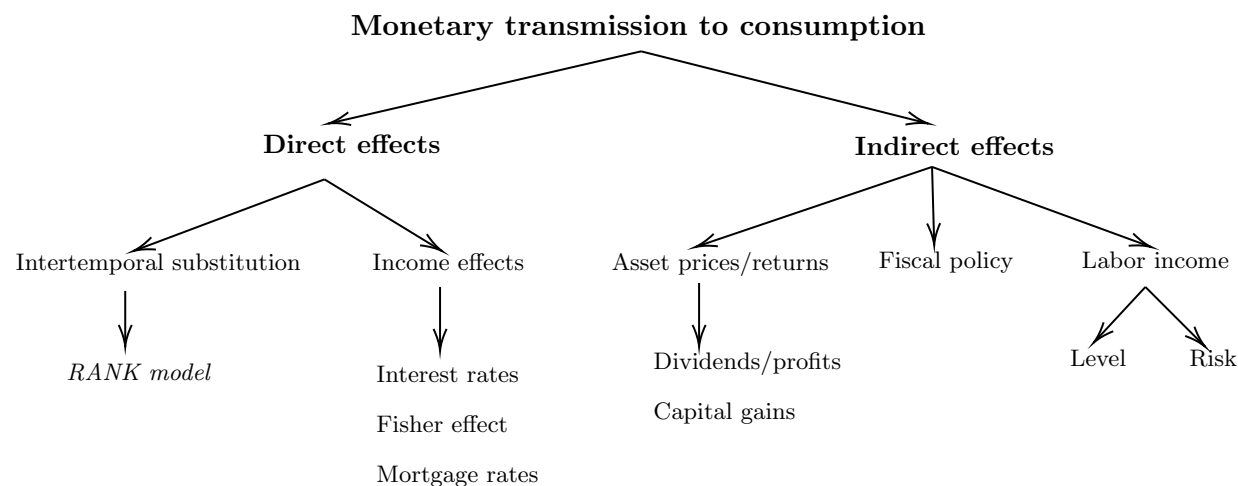 Monetary transmission to consumption
Direct effects
Indirect effects
Intertemporal substitution
Income effects
Asset prices/returns
Fiscal policy
Labor income
RANK model
Interest rates
Fisher effect
Mortgage rates
Dividends/profits
Capital gains
Level
Risk